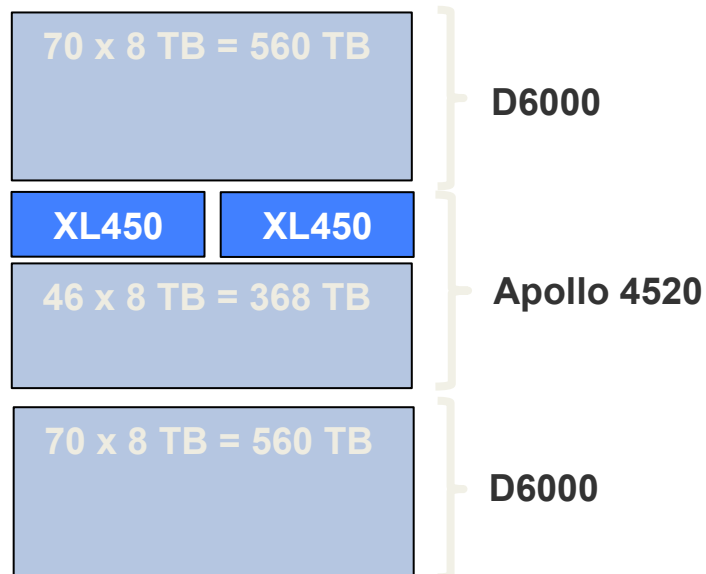 70 x 8 TB = 560 TB
D6000
XL450 XL450
46 x 8 TB = 368 TB
Apollo 4520
70 x 8 TB = 560 TB
D6000